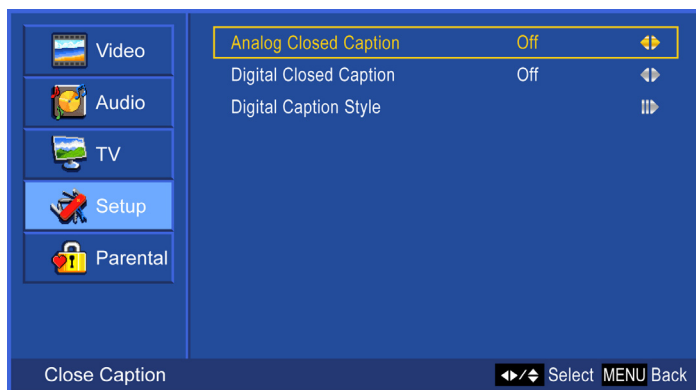 Video
Audio
TV
Setup
Parental
Analog Closed Caption Off
Digital Closed Caption Off
Digital Caption Style
Close Caption
Select MENU Back